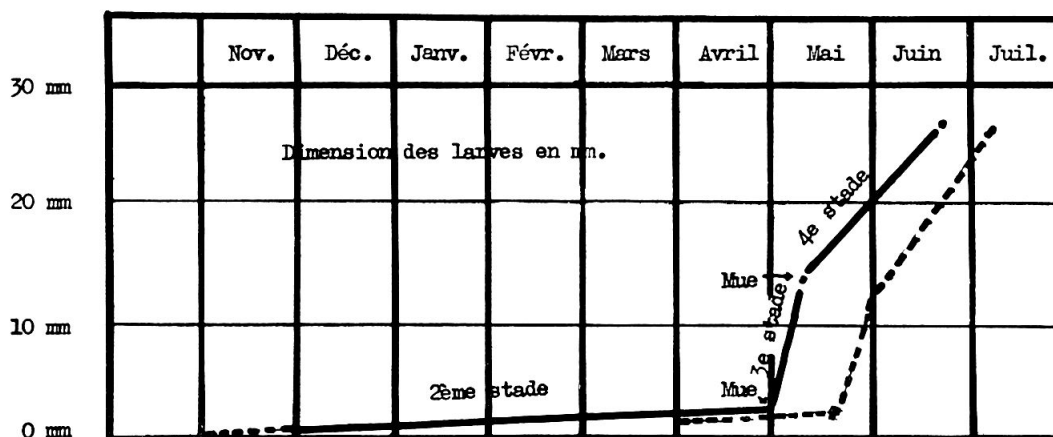 Nov. Déc. Janv. Févr. Mars Avril Mai Juin Juil.
30 mm
Dimension des larves en mm.
20 mm
4e stade
Mue
10 mm
3e stade
2ème stade
Mue
0 mm